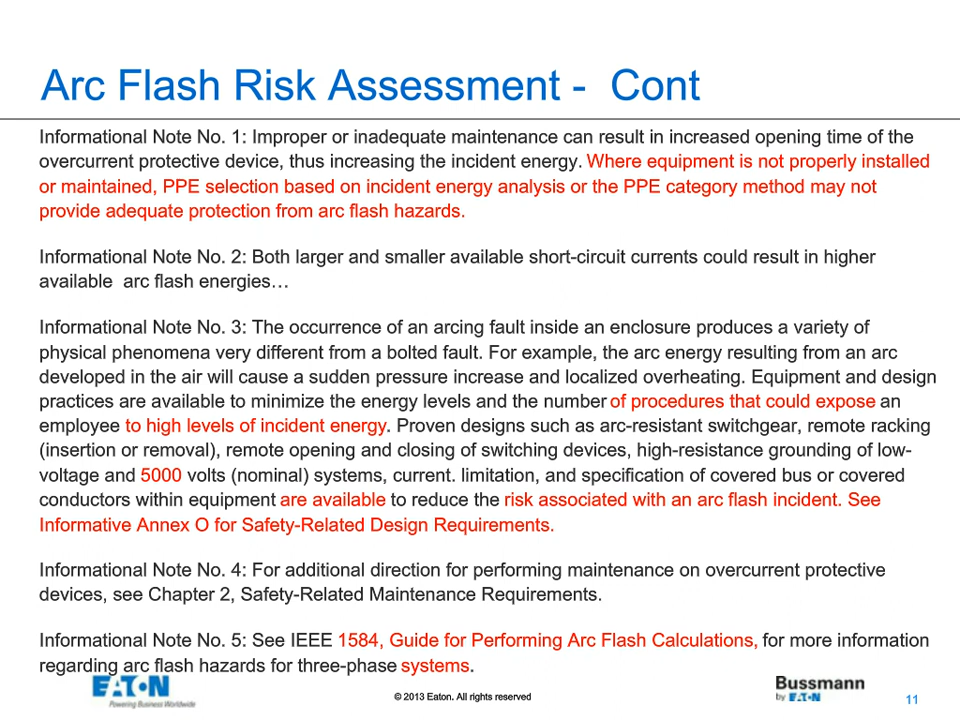 Arc Flash Risk Assessment - Cont
Informational Note No. 1: Improper or inadequate maintenance can result in increased opening time of the
overcurrent protective device, thus increasing the incident energy. Where equipment is not properly installed
or maintained, PPE selection based on incident energy analysis or the PPE category method may not
provide adequate protection from arc flash hazards.
Informational Note No. 2: Both larger and smaller available short-circuit currents could result in higher
available arc flash energies…
Informational Note No. 3: The occurrence of an arcing fault inside an enclosure produces a variety of
physical phenomena very different from a bolted fault. For example, the arc energy resulting from an arc
developed in the air will cause a sudden pressure increase and localized overheating. Equipment and design
practices are available to minimize the energy levels and the number of procedures that could expose an
employee to high levels of incident energy. Proven designs such as arc-resistant switchgear, remote racking
(insertion or removal), remote opening and closing of switching devices, high-resistance grounding of low-
voltage and 5000 volts (nominal) systems, current. limitation, and specification of covered bus or covered
conductors within equipment are available to reduce the risk associated with an arc flash incident. See
Informative Annex O for Safety-Related Design Requirements.
Informational Note No. 4: For additional direction for performing maintenance on overcurrent protective
devices, see Chapter 2, Safety-Related Maintenance Requirements.
Informational Note No. 5: See IEEE 1584, Guide for Performing Arc Flash Calculations, for more information
regarding arc flash hazards for three-phase systems.
EATON
Powering Business Worldwide
© 2013 Eaton. All rights reserved
Bussmann
by EATON
11